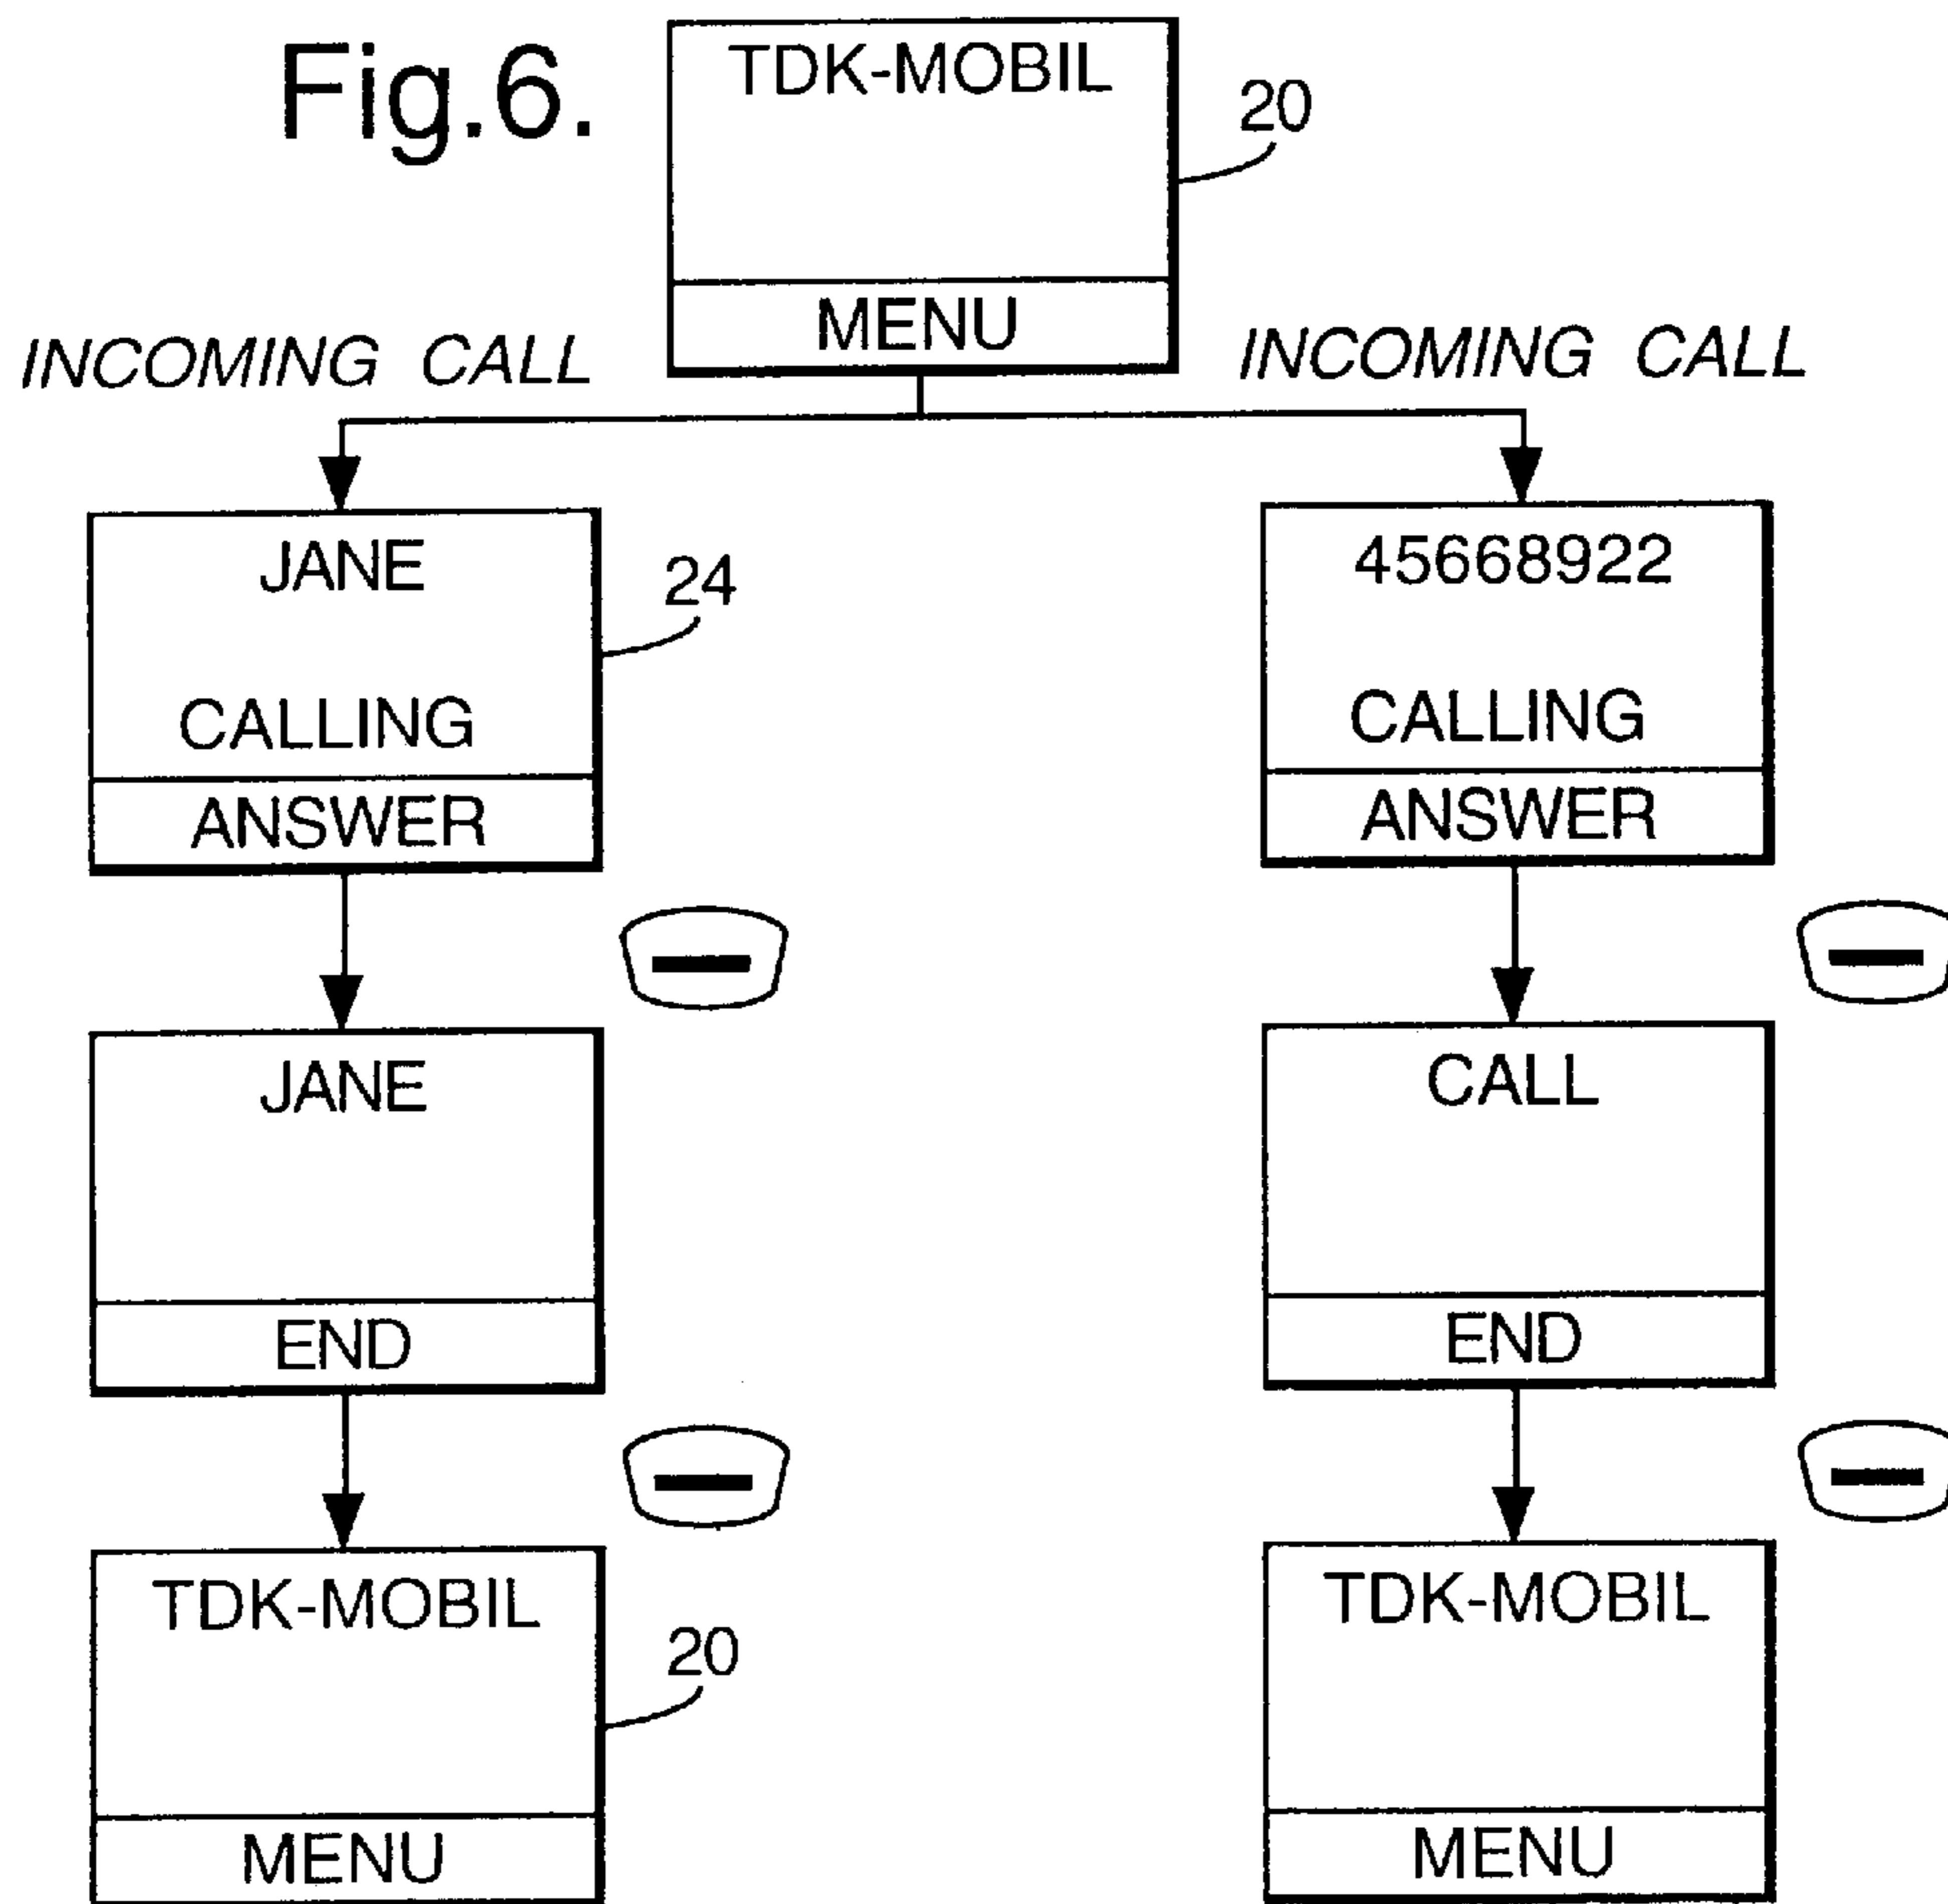 Fig.6.
TDK-MOBIL
20
MENU
INCOMING CALL
INCOMING CALL
JANE
24
CALLING
ANSWER
45668922
CALLING
ANSWER
JANE
END
CALL
END
TDK-MOBIL
20
MENU
TDK-MOBIL
MENU